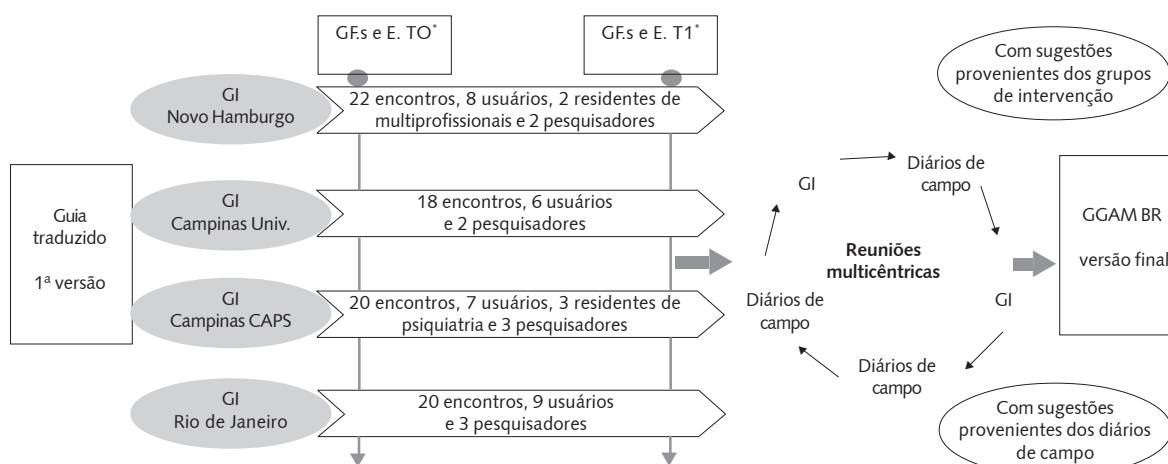 GF.s e E. TO*
GF.s e E. T1*
Com sugestões
provenientes dos grupos
de intervenção
GI
Novo Hamburgo
22 encontros, 8 usuários, 2 residentes de
multiprofissionais e 2 pesquisadores
Guia
traduzido
1ª versão
GI
Campinas Univ.
18 encontros, 6 usuários
e 2 pesquisadores
GI
Campinas CAPS
20 encontros, 7 usuários, 3 residentes de
psiquiatria e 3 pesquisadores
GI
Rio de Janeiro
20 encontros, 9 usuários
e 3 pesquisadores
GI
Diários de
campo
Reuniões
multicêntricas
GI
Diários de
campo
Diários de
campo
GGAM BR
versão final
Com sugestões
provenientes dos diários
de campo